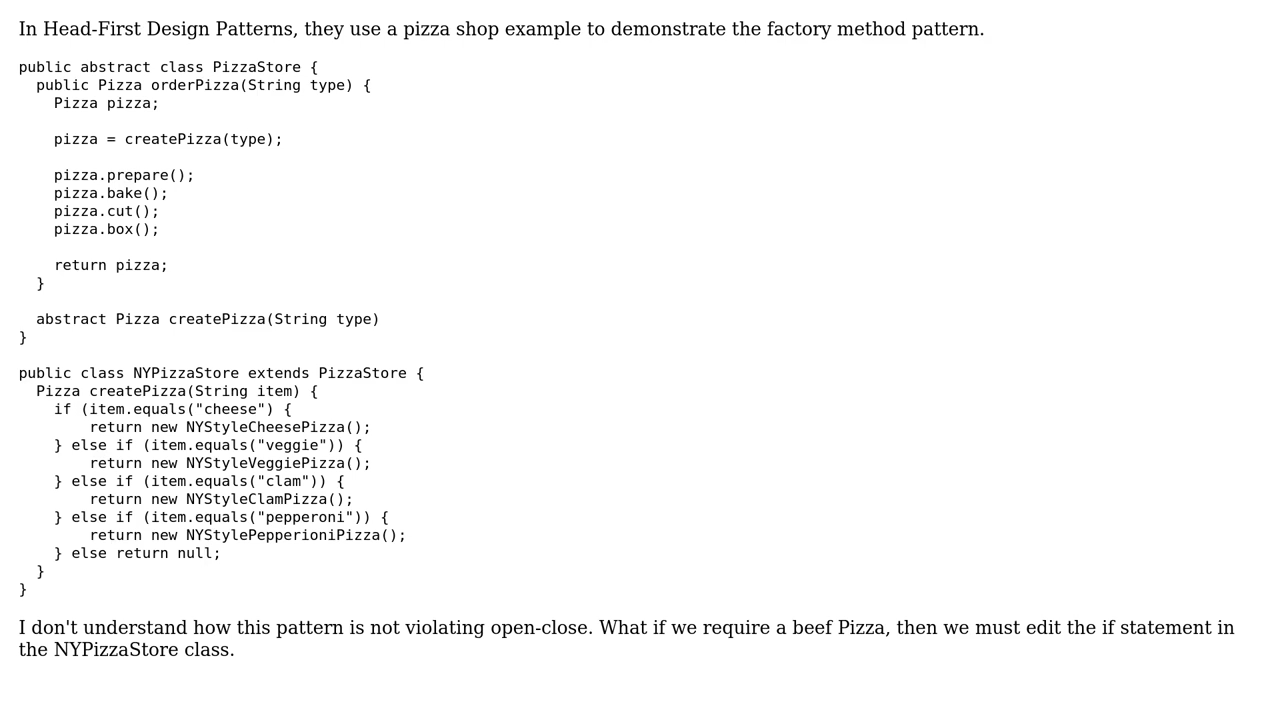 In Head-First Design Patterns, they use a pizza shop example to demonstrate the factory method pattern.
public abstract class PizzaStore {
  public Pizza orderPizza(String type) {
    Pizza pizza;

    pizza = createPizza(type);

    pizza.prepare();
    pizza.bake();
    pizza.cut();
    pizza.box();

    return pizza;
  }

  abstract Pizza createPizza(String type)
}

public class NYPizzaStore extends PizzaStore {
  Pizza createPizza(String item) {
    if (item.equals("cheese") {
        return new NYStyleCheesePizza();
    } else if (item.equals("veggie")) {
        return new NYStyleVeggiePizza();
    } else if (item.equals("clam")) {
        return new NYStyleClamPizza();
    } else if (item.equals("pepperoni")) {
        return new NYStylePepperioniPizza();
    } else return null;
  }
}
I don't understand how this pattern is not violating open-close. What if we require a beef Pizza, then we must edit the if statement in
the NYPizzaStore class.